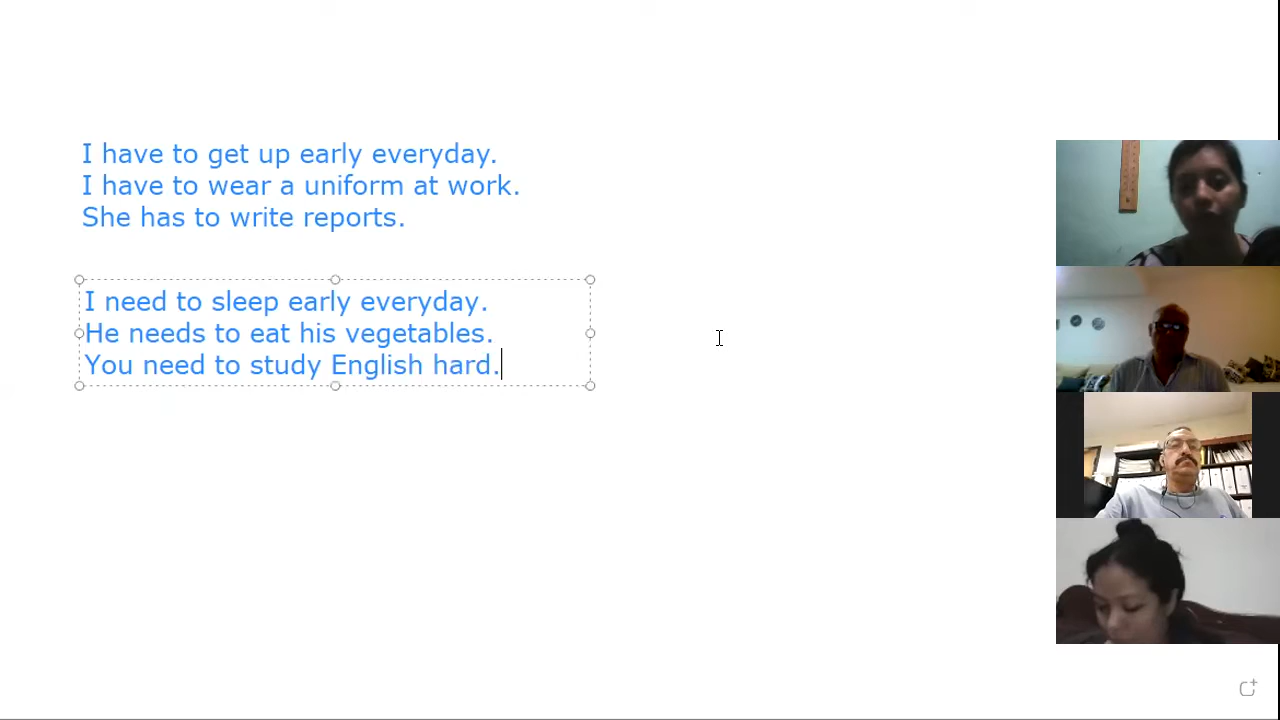 I have to get up early everyday.
I have to wear a uniform at work.
She has to write reports.
I need to sleep early everyday.
He needs to eat his vegetables.
You need to study English hard.